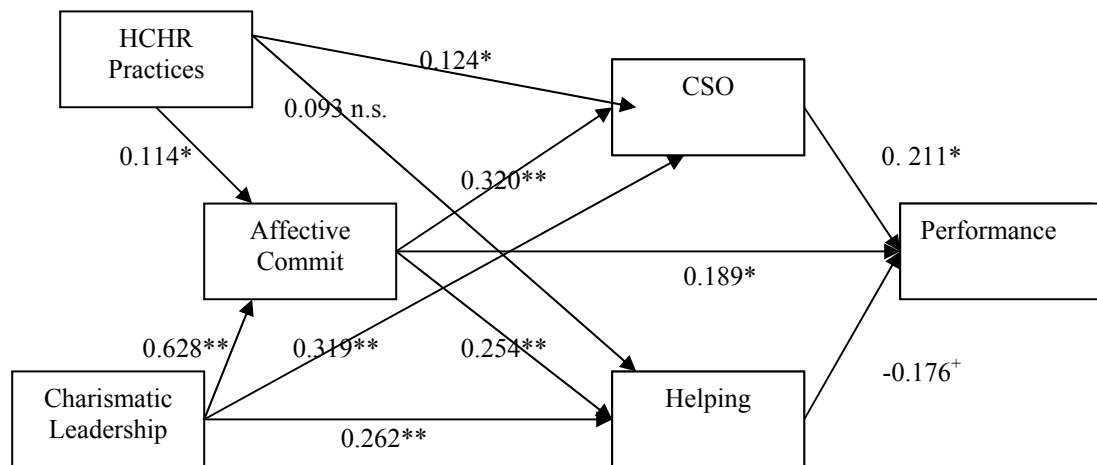 HCHR
Practices
0.124*
CSO
0.093 n.s.
0.114*
0.320**
0. 211*
Affective
Commit
Performance
0.189*
0.628**
0.319**
0.254**
-0.176⁺
Charismatic
Leadership
Helping
0.262**